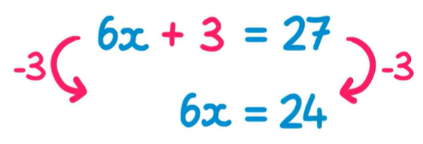 6x + 3 = 27
-3 -3
6x = 24